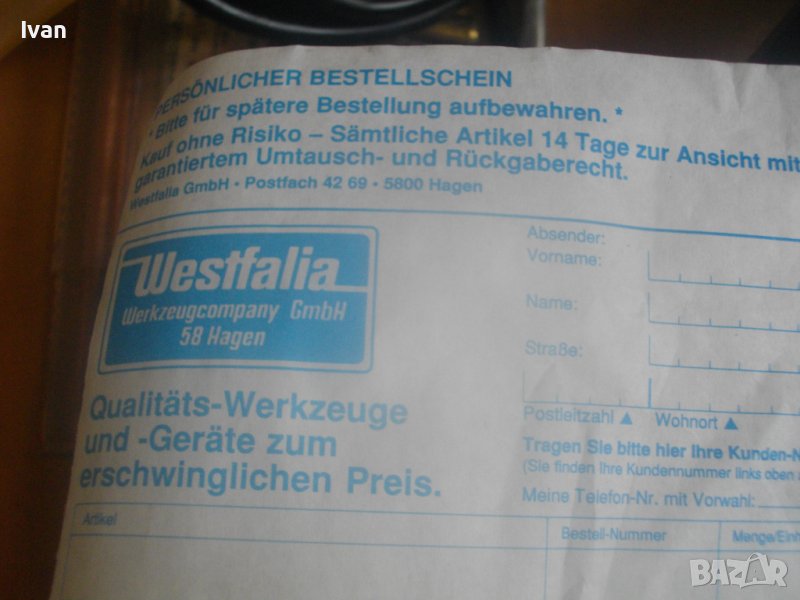 Ivan
PERSÖNLICHER BESTELLSCHEIN
* Bitte für spätere Bestellung aufbewahren. *
Kauf ohne Risiko – Sämtliche Artikel 14 Tage zur Ansicht mit
garantiertem Umtausch- und Rückgaberecht.
Westfalia GmbH · Postfach 42 69 · 5800 Hagen
Westfalia
Werkzeugcompany GmbH
58 Hagen
Qualitäts-Werkzeuge
und -Geräte zum
erschwinglichen Preis.
Absender:
Vorname:
Name:
Straße:
Postleitzahl ▲ Wohnort ▲
Tragen Sie bitte hier Ihre Kunden-N
(Sie finden Ihre Kundennummer links oben
Meine Telefon-Nr. mit Vorwahl:
Artikel
Bestell-Nummer
Menge/Einh
BAZAR